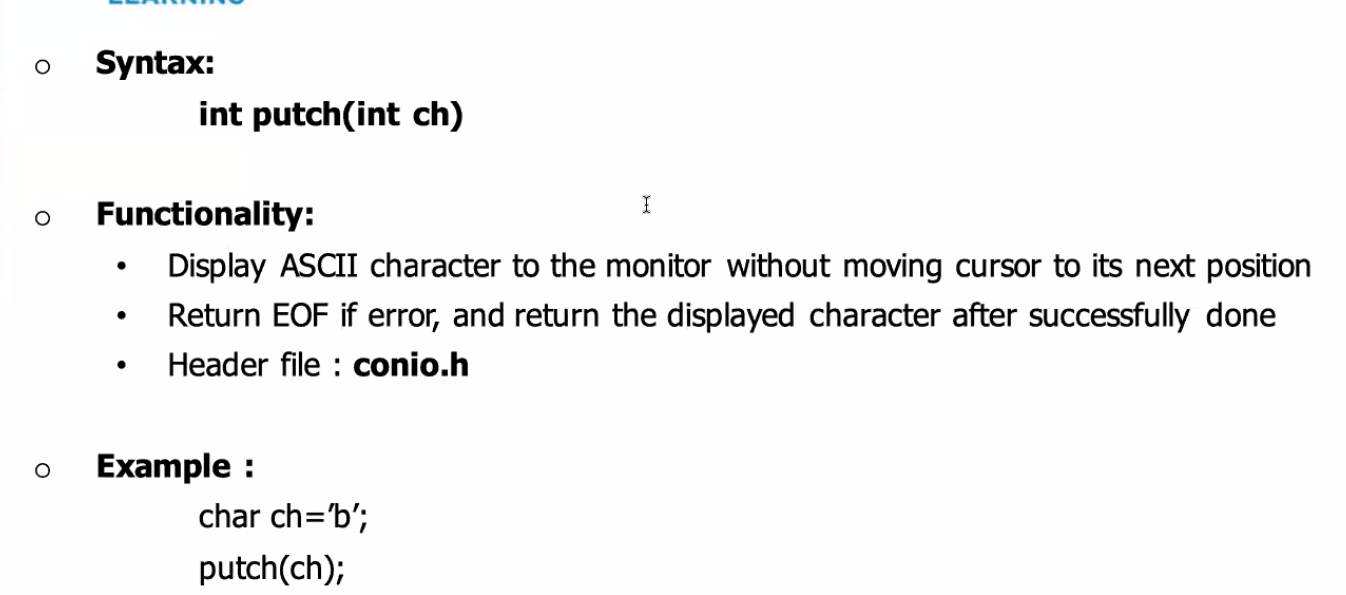 LEARNING
○ Syntax:
int putch(int ch)
○ Functionality:
• Display ASCII character to the monitor without moving cursor to its next position
• Return EOF if error, and return the displayed character after successfully done
• Header file : conio.h
○ Example :
char ch=’b’;
putch(ch);